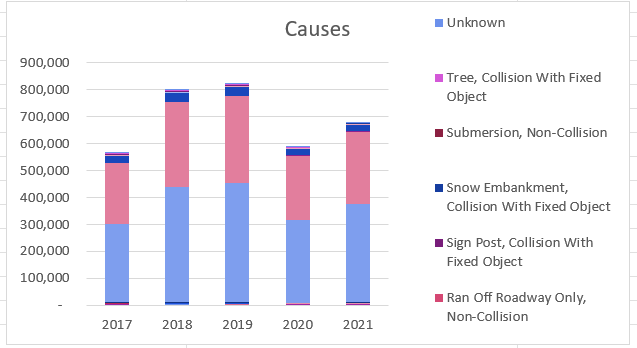 Causes
900,000
800,000
700,000
600,000
500,000
400,000
300,000
200,000
100,000
-
2017 2018 2019 2020 2021
Unknown
Tree, Collision With Fixed
Object
Submersion, Non-Collision
Snow Embankment,
Collision With Fixed Object
Sign Post, Collision With
Fixed Object
Ran Off Roadway Only,
Non-Collision